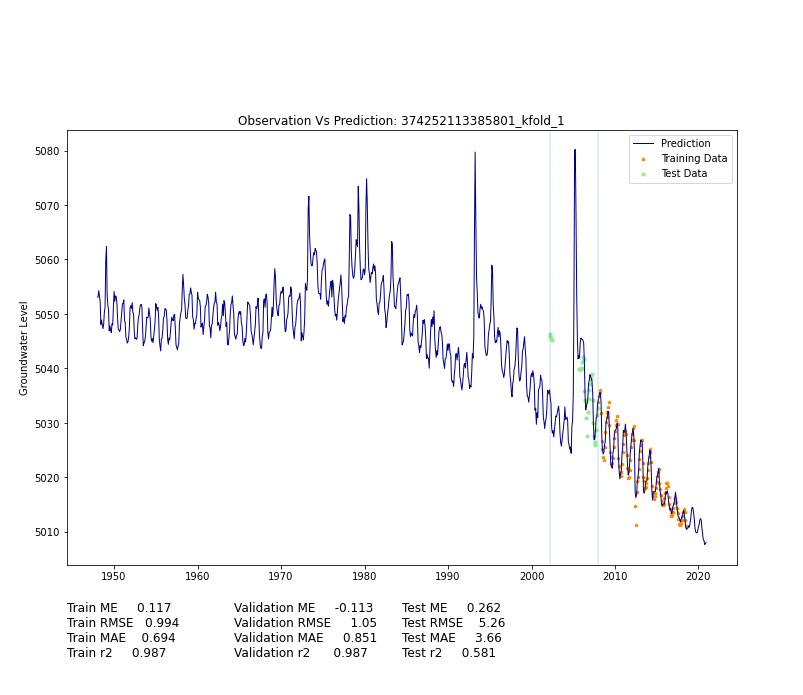 Observation Vs Prediction: 374252113385801_kfold_1
Prediction
Training Data
Test Data
5080
5070
5060
5050
5040
5030
5020
5010
Groundwater Level
1950 1960 1970 1980 1990 2000 2010 2020
Train ME 0.117 Validation ME -0.113 Test ME 0.262
Train RMSE 0.994 Validation RMSE 1.05 Test RMSE 5.26
Train MAE 0.694 Validation MAE 0.851 Test MAE 3.66
Train r2 0.987 Validation r2 0.987 Test r2 0.581